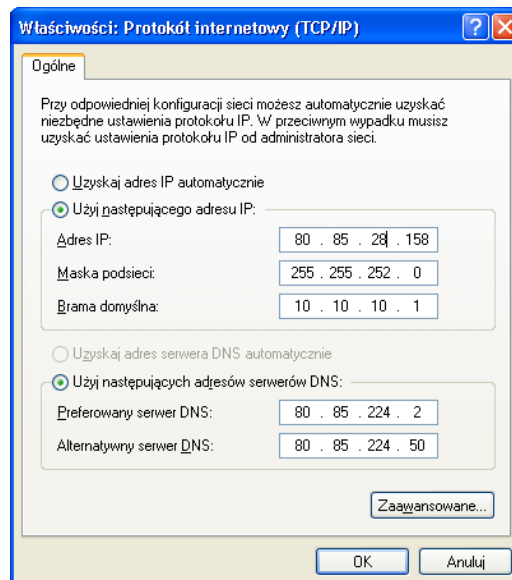 Właściwości: Protokół internetowy (TCP/IP)
Ogólne
Przy odpowiedniej konfiguracji sieci możesz automatycznie uzyskać
niezbędne ustawienia protokołu IP. W przeciwnym wypadku musisz
uzyskać ustawienia protokołu IP od administratora sieci.
Uzyskaj adres IP automatycznie
Użyj następującego adresu IP:
Adres IP: 80 . 85 . 28 . 158
Maska podsieci: 255 . 255 . 252 . 0
Brama domyślna: 10 . 10 . 10 . 1
Uzyskaj adres serwera DNS automatycznie
Użyj następujących adresów serwerów DNS:
Preferowany serwer DNS: 80 . 85 . 224 . 2
Alternatywny serwer DNS: 80 . 85 . 224 . 50
Zaawansowane...
OK Anuluj